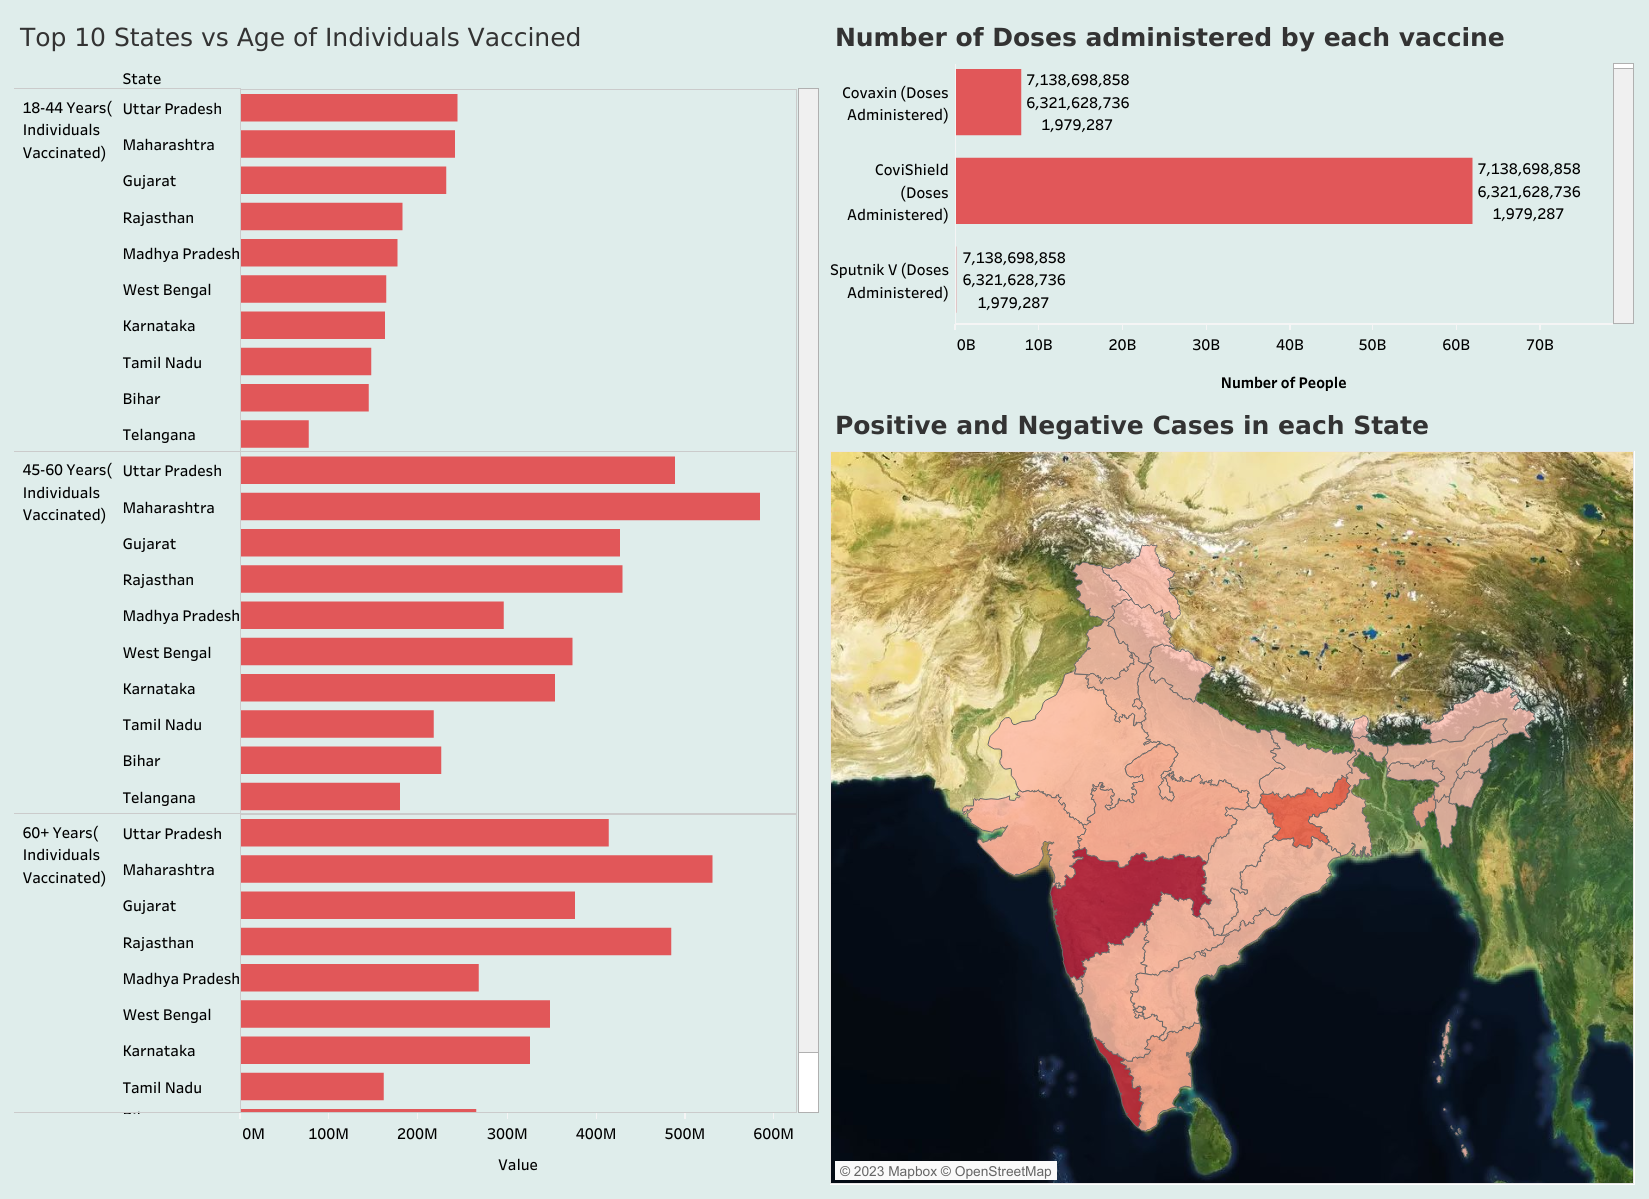 Top 10 States vs Age of Individuals Vaccined
State
18-44 Years(
Individuals
Vaccinated)
Uttar Pradesh
Maharashtra
Gujarat
Rajasthan
Madhya Pradesh
West Bengal
Karnataka
Tamil Nadu
Bihar
Telangana
45-60 Years(
Individuals
Vaccinated)
Uttar Pradesh
Maharashtra
Gujarat
Rajasthan
Madhya Pradesh
West Bengal
Karnataka
Tamil Nadu
Bihar
Telangana
60+ Years(
Individuals
Vaccinated)
Uttar Pradesh
Maharashtra
Gujarat
Rajasthan
Madhya Pradesh
West Bengal
Karnataka
Tamil Nadu
0M 100M 200M 300M 400M 500M 600M
Value
Number of Doses administered by each vaccine
Covaxin (Doses
Administered)
7,138,698,858
6,321,628,736
1,979,287
CoviShield
(Doses
Administered)
7,138,698,858
6,321,628,736
1,979,287
Sputnik V (Doses
Administered)
7,138,698,858
6,321,628,736
1,979,287
0B 10B 20B 30B 40B 50B 60B 70B
Number of People
Positive and Negative Cases in each State
© 2023 Mapbox © OpenStreetMap